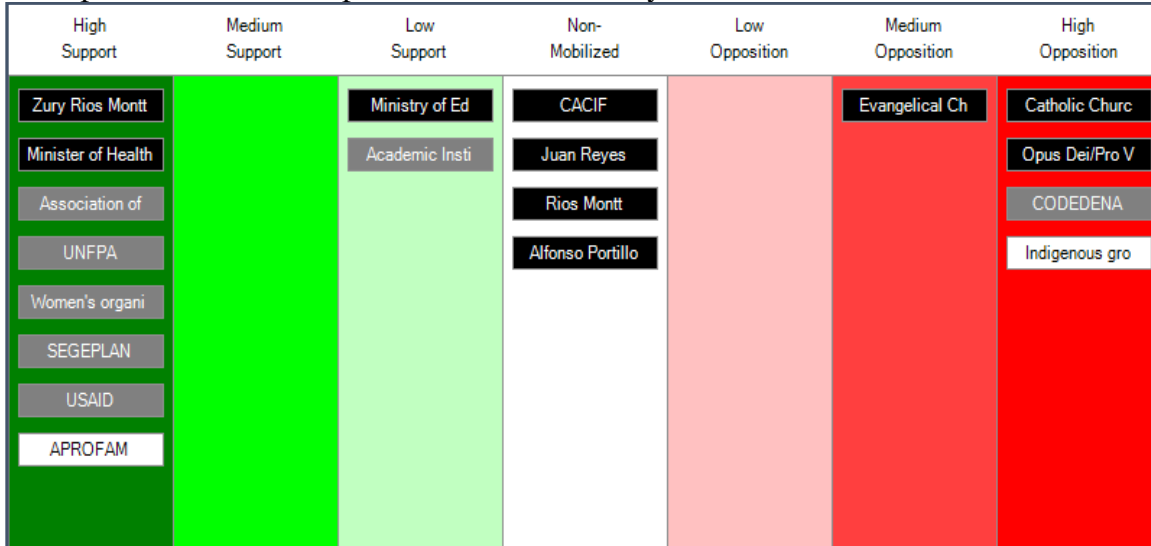 High Support
Medium Support
Low Support
Non-Mobilized
Low Opposition
Medium Opposition
High Opposition
Zury Rios Montt
Minister of Health
Association of
UNFPA
Women's organi
SEGEPLAN
USAID
APROFAM
Ministry of Ed
Academic Insti
CACIF
Juan Reyes
Rios Montt
Alfonso Portillo
Evangelical Ch
Catholic Churc
Opus Dei/Pro V
CODEDENA
Indigenous gro